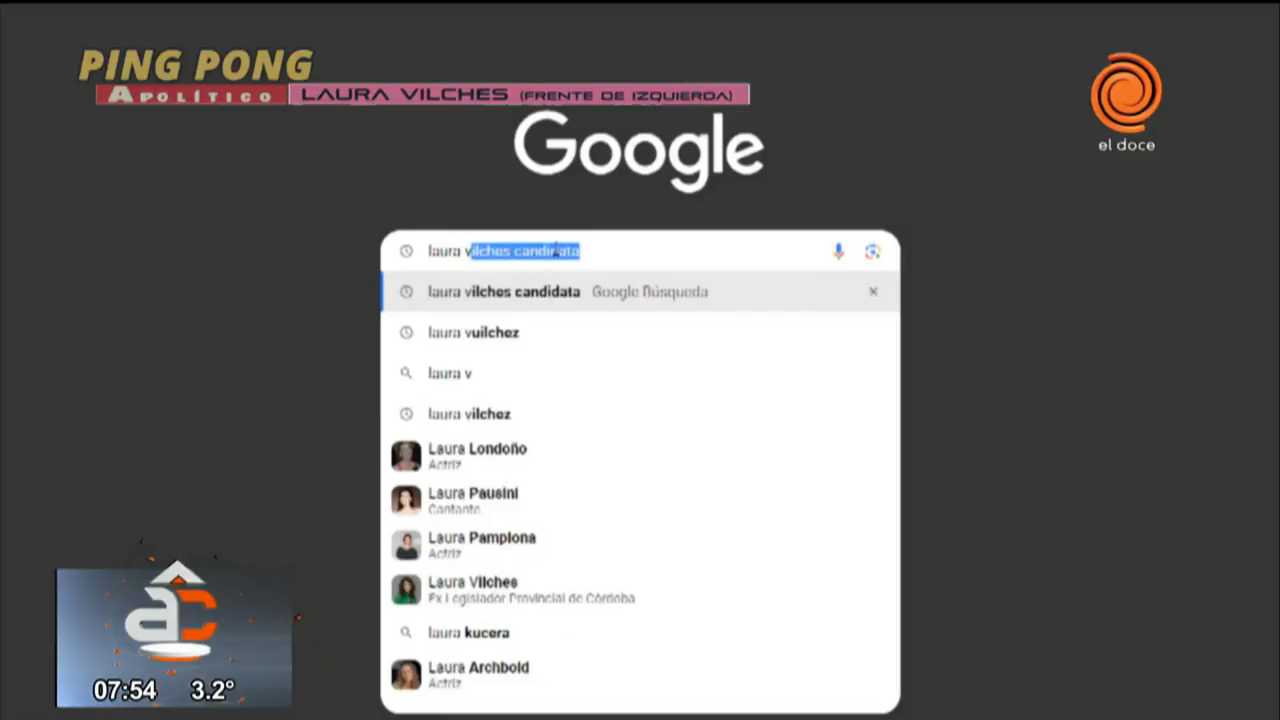 PING PONG
APOLÍTICO
LAURA VILCHES (FRENTE DE IZQUIERDA)
el doce
Google
laura vilches candidata
laura vilches candidata Google Búsqueda
laura vuilchez
laura v
laura vilchez
Laura Londoño
Actriz
Laura Pausini
Cantante
Laura Pamplona
Actriz
Laura Vilches
Ex Legislador Provincial de Córdoba
laura kucera
Laura Archbold
Actriz
âc
07:54 3.2°